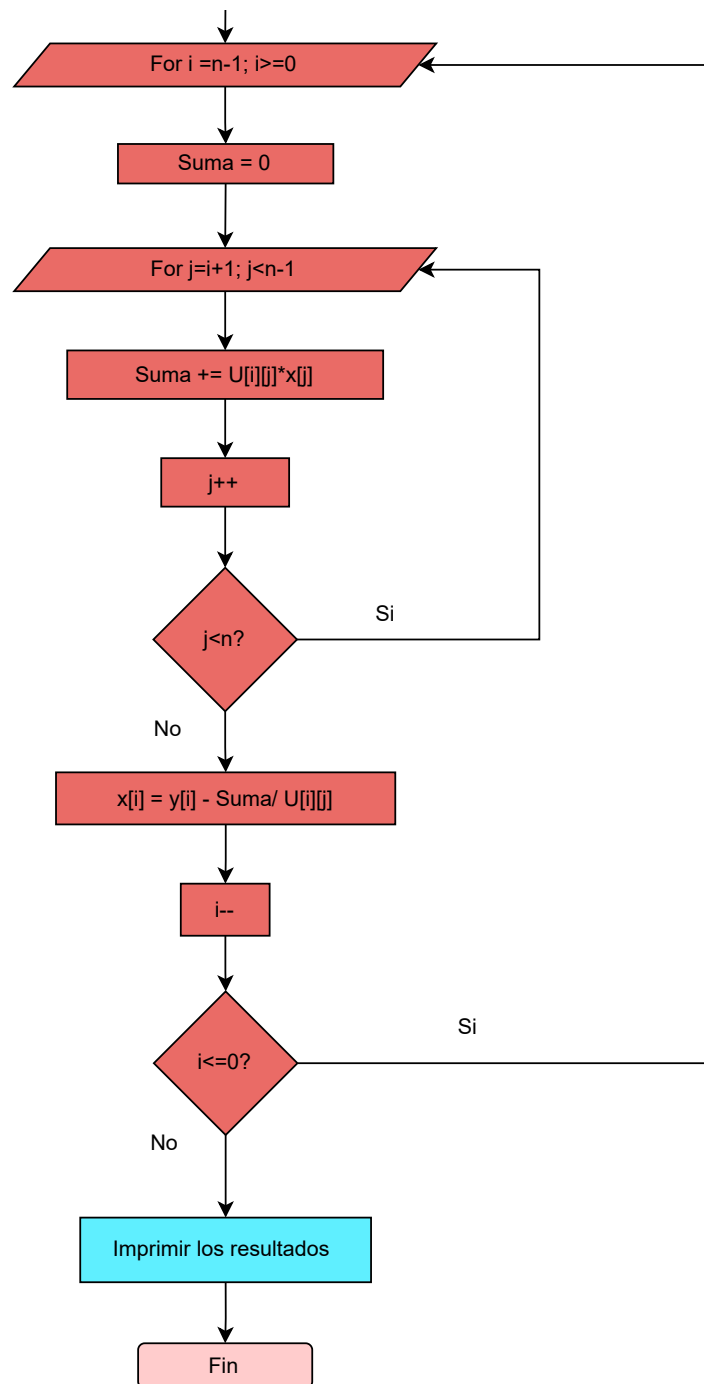 For i =n-1; i>=0
Suma = 0
For j=i+1; j<n-1
Suma += U[i][j]*x[j]
j++
j<n?
Si
No
x[i] = y[i] - Suma/ U[i][j]
i--
i<=0?
Si
No
Imprimir los resultados
Fin